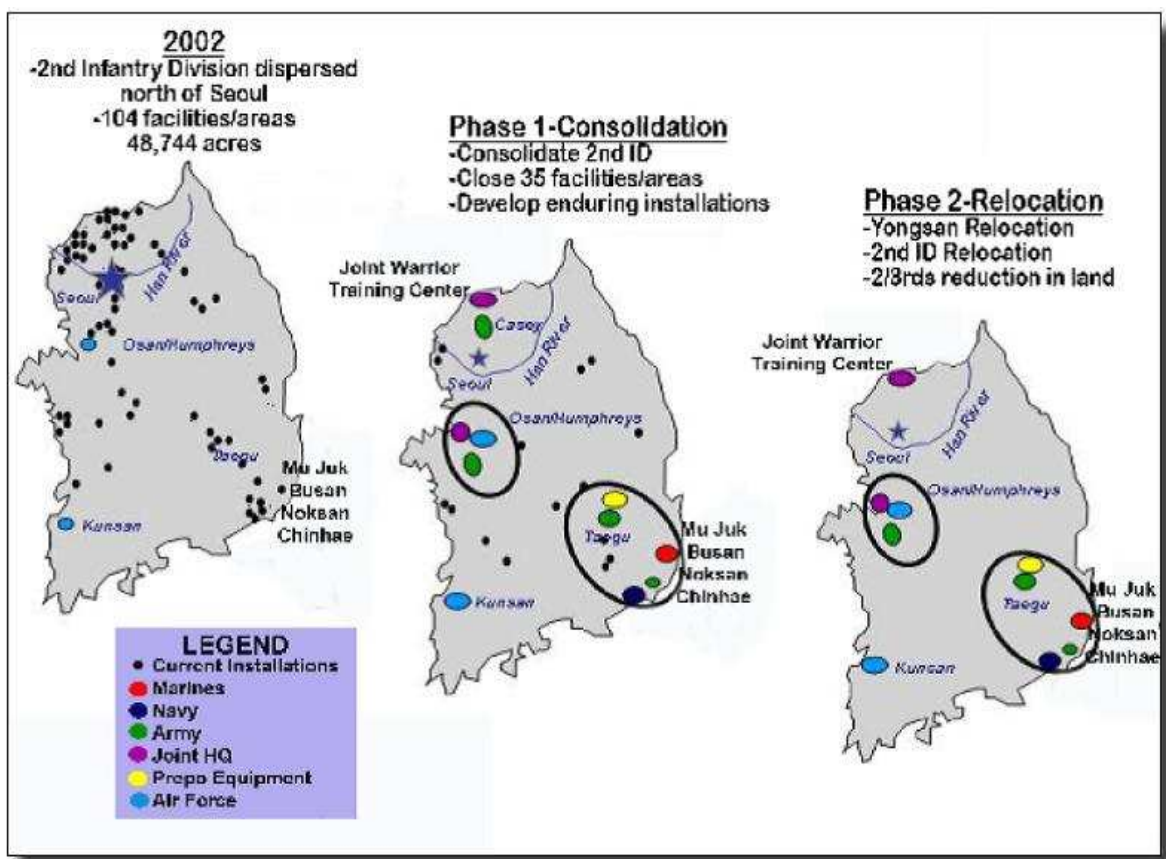 2002
-2nd Infantry Division dispersed
north of Seoul
-104 facilities/areas
48,744 acres
Han River
Seoul
Osan/Humphreys
Taegu
Mu Juk
Busan
Noksan
Chinhae
Kunsan
Phase 1-Consolidation
-Consolidate 2nd ID
-Close 35 facilities/areas
-Develop enduring installations
Joint Warrior
Training Center
Casey
Han River
Seoul
Osan/Humphreys
Taegu
Mu Juk
Busan
Noksan
Chinhae
Kunsan
Phase 2-Relocation
-Yongsan Relocation
-2nd ID Relocation
-2/3rds reduction in land
Joint Warrior
Training Center
Han River
Seoul
Osan/Humphreys
Taegu
Mu Juk
Busan
Noksan
Chinhae
Kunsan
LEGEND
Current Installations
Marines
Navy
Army
Joint HQ
Prepo Equipment
Air Force